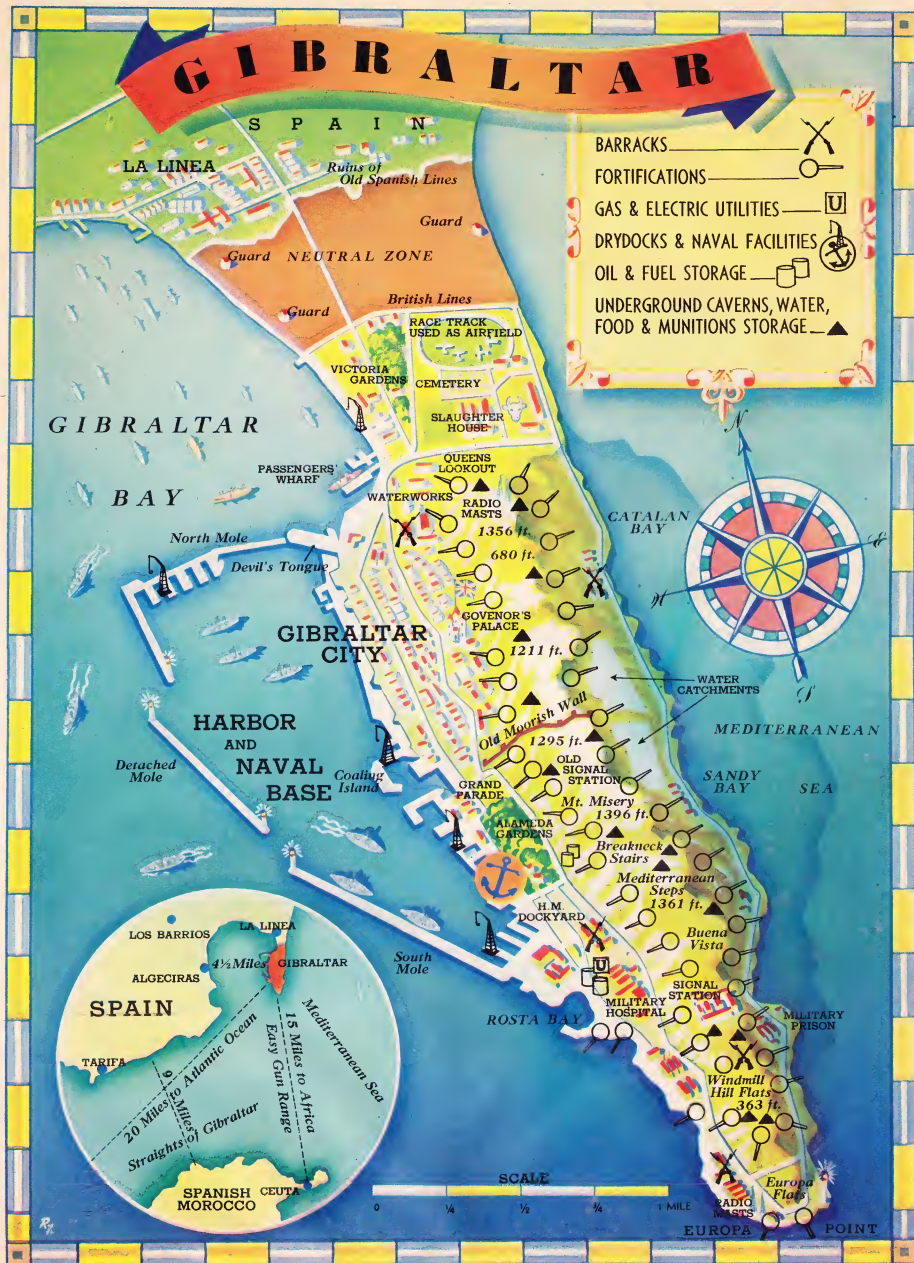 GIBRALTAR
SPAIN
LA LINEA
Ruins of
Old Spanish Lines
Guard
Guard
NEUTRAL ZONE
Guard
British Lines
BARRACKS
FORTIFICATIONS
GAS & ELECTRIC UTILITIES
U
DRYDOCKS & NAVAL FACILITIES
OIL & FUEL STORAGE
UNDERGROUND CAVERNS, WATER,
FOOD & MUNITIONS STORAGE
RACE TRACK
USED AS AIRFIELD
VICTORIA
GARDENS
CEMETERY
SLAUGHTER
HOUSE
GIBRALTAR
BAY
PASSENGERS'
WHARF
QUEENS
LOOKOUT
WATERWORKS
RADIO
MASTS
1356 ft.
680 ft.
CATALAN
BAY
N
E
W
S
North Mole
Devil's Tongue
GIBRALTAR
CITY
GOVENOR'S
PALACE
1211 ft.
WATER
CATCHMENTS
Old Moorish Wall
HARBOR
AND
NAVAL
BASE
Detached
Mole
Coaling
Island
1295 ft.
OLD
SIGNAL
STATION
MEDITERRANEAN
SEA
SANDY
BAY
GRAND
PARADE
Mt. Misery
1396 ft.
ALAMEDA
GARDENS
Breakneck
Stairs
Mediterranean
Steps
1361 ft.
H.M.
DOCKYARD
Buena
Vista
South
Mole
U
SIGNAL
STATION
MILITARY
HOSPITAL
ROSTA BAY
MILITARY
PRISON
Windmill
Hill Flats
363 ft.
Europa
Flats
RADIO
MASTS
EUROPA POINT
LOS BARRIOS
LA LINEA
4½ Miles
GIBRALTAR
ALGECIRAS
SPAIN
TARIFA
9 Miles
20 Miles to Atlantic Ocean
15 Miles to Africa
Easy Gun Range
Mediterranean Sea
Straights of Gibraltar
SPANISH
MOROCCO
CEUTA
SCALE
0 ¼ ½ ¾ 1 MILE